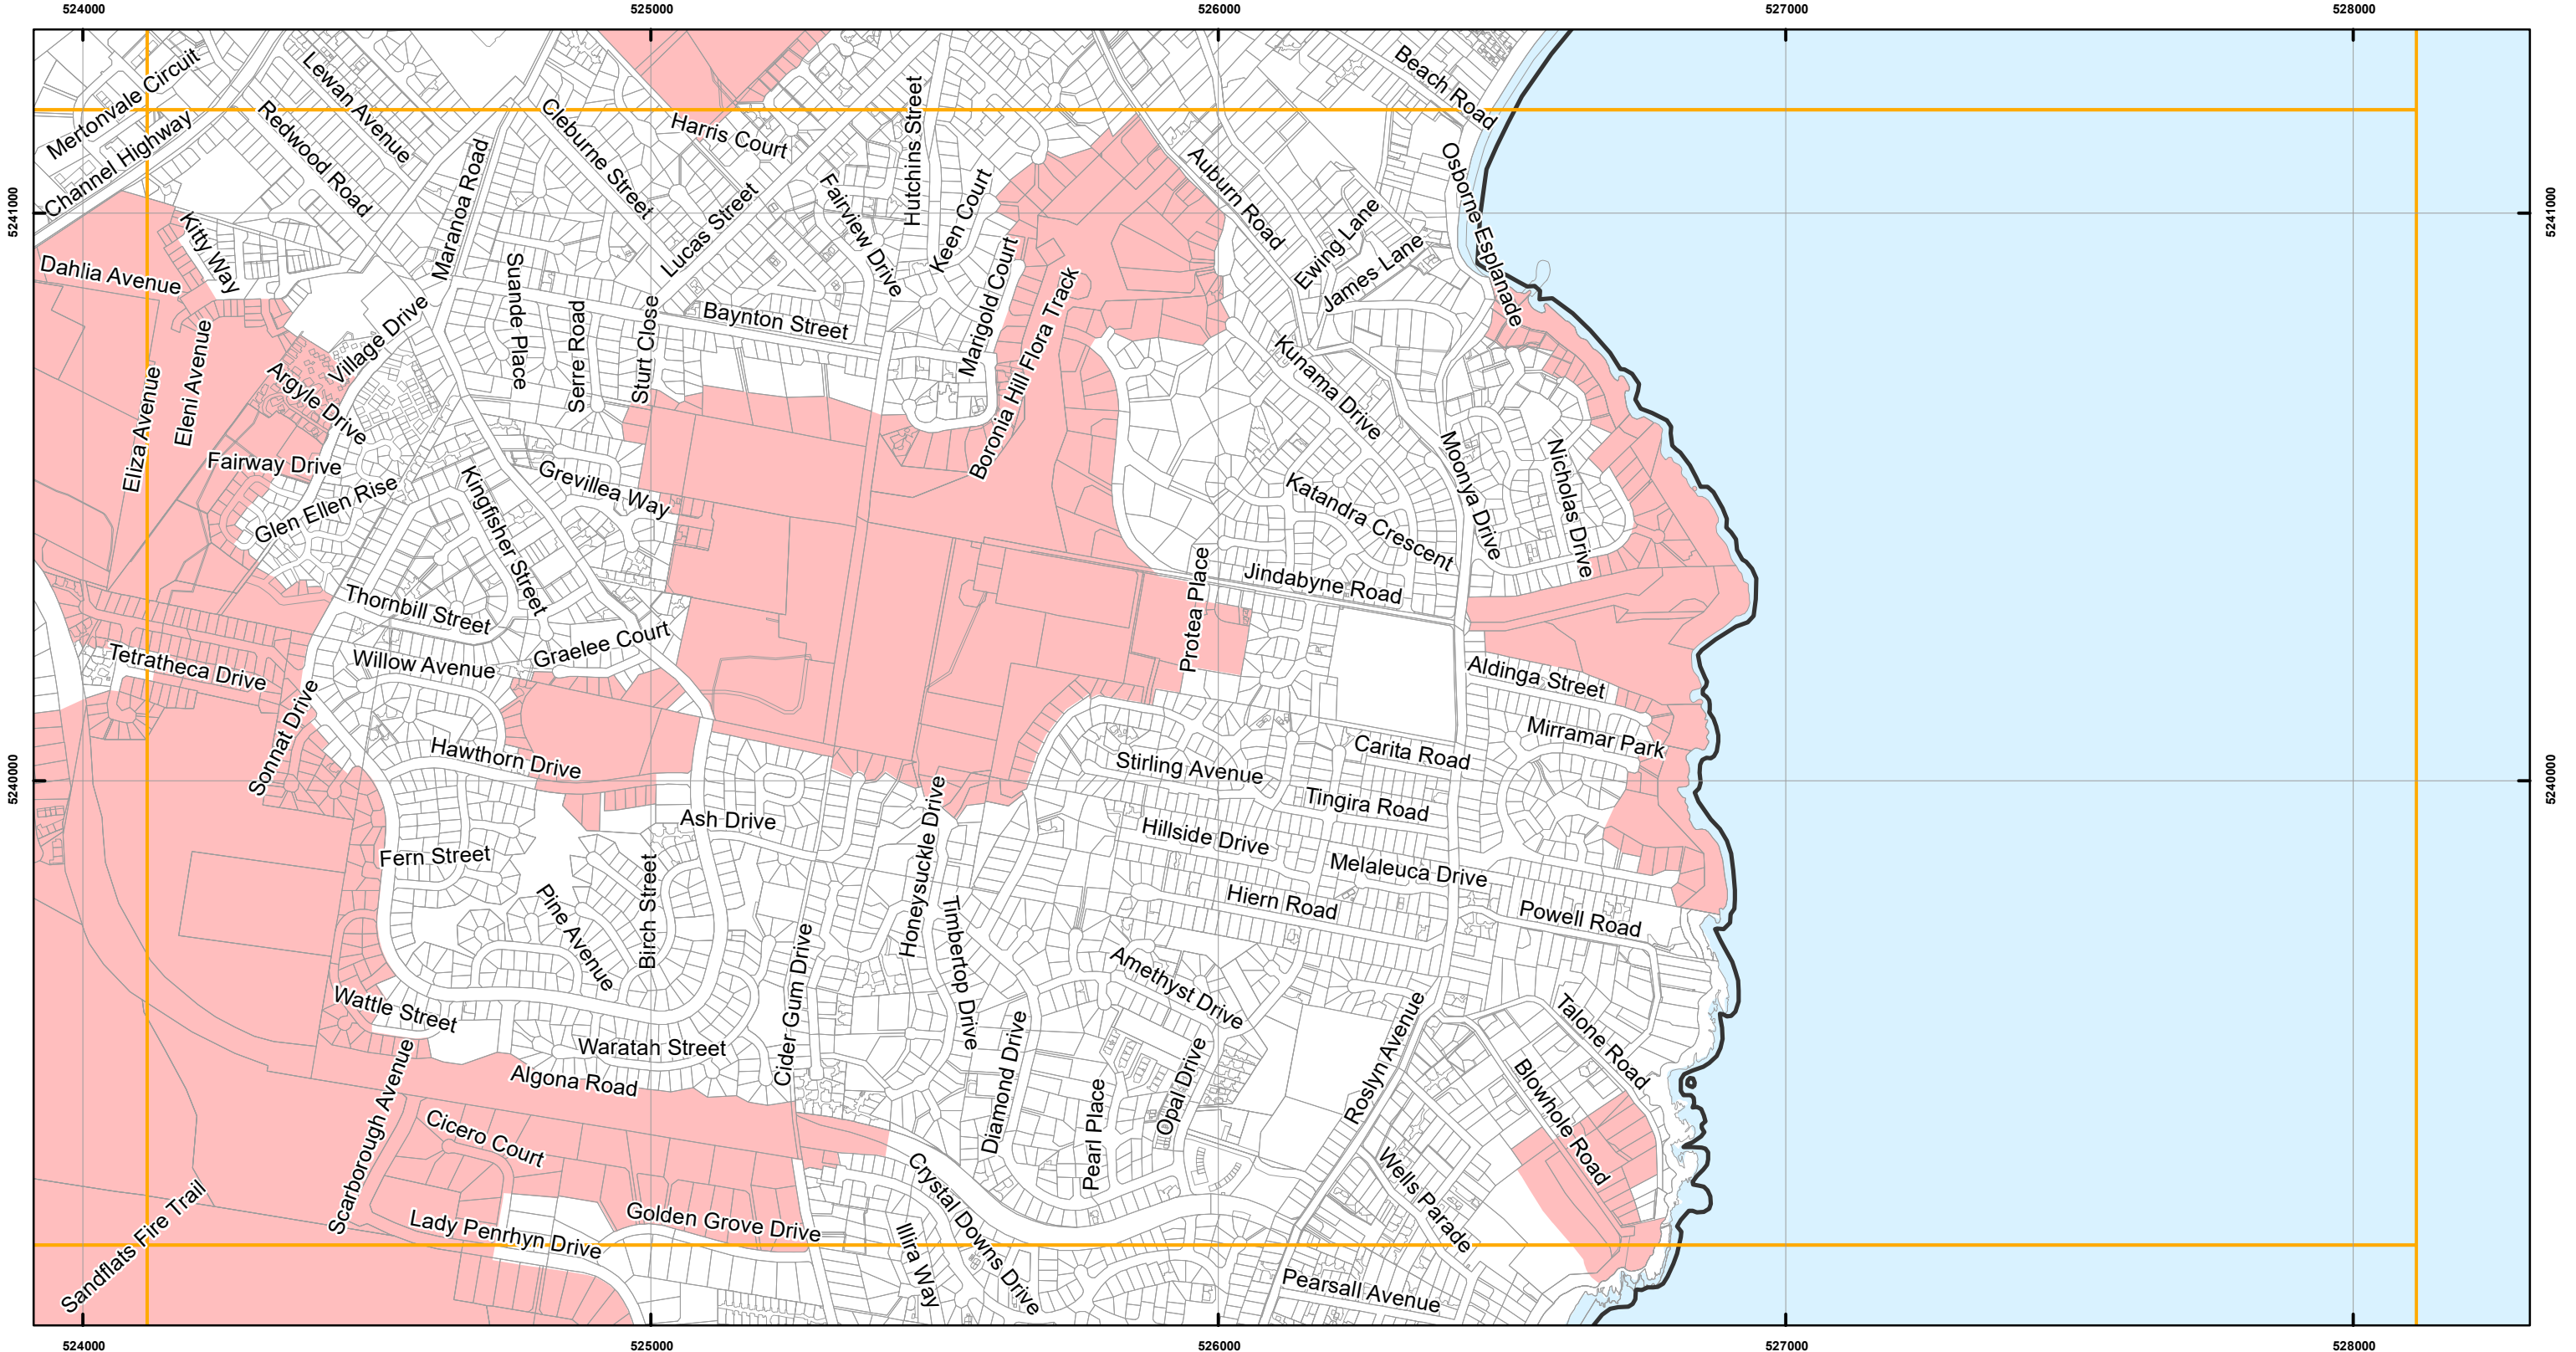 524000
525000
526000
527000
528000
Mertonvale Circuit
Lewan Avenue
Beach Road
Channel Highway
Redwood Road
Cleburne Street
Harris Court
Hutchins Street
Maranoa Road
Auburn Road
Osborne Esplanade
5241000
5241000
Kitty Way
Lucas Street
Fairview Drive
Keen Court
Ewing Lane
James Lane
Dahlia Avenue
Suande Place
Marigold Court
Boronia Hill Flora Track
Village Drive
Serre Road
Sturt Close
Baynton Street
Eleni Avenue
Eliza Avenue
Argyle Drive
Kunama Drive
Fairway Drive
Glen Ellen Rise
Kingfisher Street
Grevillea Way
Katandra Crescent
Moonya Drive
Nicholas Drive
Thornbill Street
Jindabyne Road
Protea Place
Tetratheca Drive
Willow Avenue
Graelee Court
Aldinga Street
Sonnat Drive
Hawthorn Drive
Stirling Avenue
Carita Road
Mirramar Park
5240000
5240000
Ash Drive
Honeysuckle Drive
Tingira Road
Hillside Drive
Fern Street
Melaleuca Drive
Pine Avenue
Birch Street
Timbertop Drive
Hiern Road
Powell Road
Cider Gum Drive
Amethyst Drive
Wattle Street
Waratah Street
Talone Road
Algona Road
Diamond Drive
Opal Drive
Roslyn Avenue
Blowhole Road
Scarborough Avenue
Cicero Court
Pearl Place
Wells Parade
Crystal Downs Drive
Sandflats Fire Trail
Lady Penrhyn Drive
Golden Grove Drive
Illira Way
Pearsall Avenue
524000
525000
526000
527000
528000